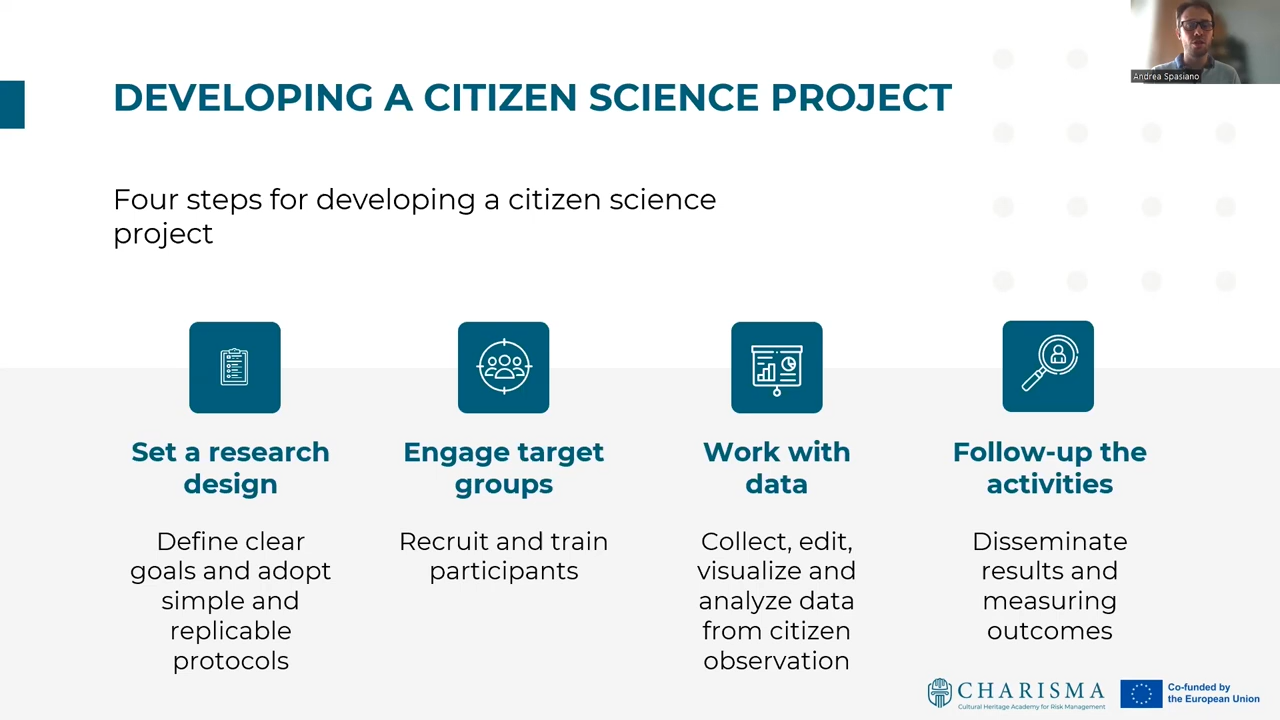 Andrea Spasiano
DEVELOPING A CITIZEN SCIENCE PROJECT
Four steps for developing a citizen science
project
Set a research
design
Define clear
goals and adopt
simple and
replicable
protocols
Engage target
groups
Recruit and train
participants
Work with
data
Collect, edit,
visualize and
analyze data
from citizen
observation
Follow-up the
activities
Disseminate
results and
measuring
outcomes
CHARISMA
Cultural Heritage Academy for Risk Management
Co-funded by
the European Union